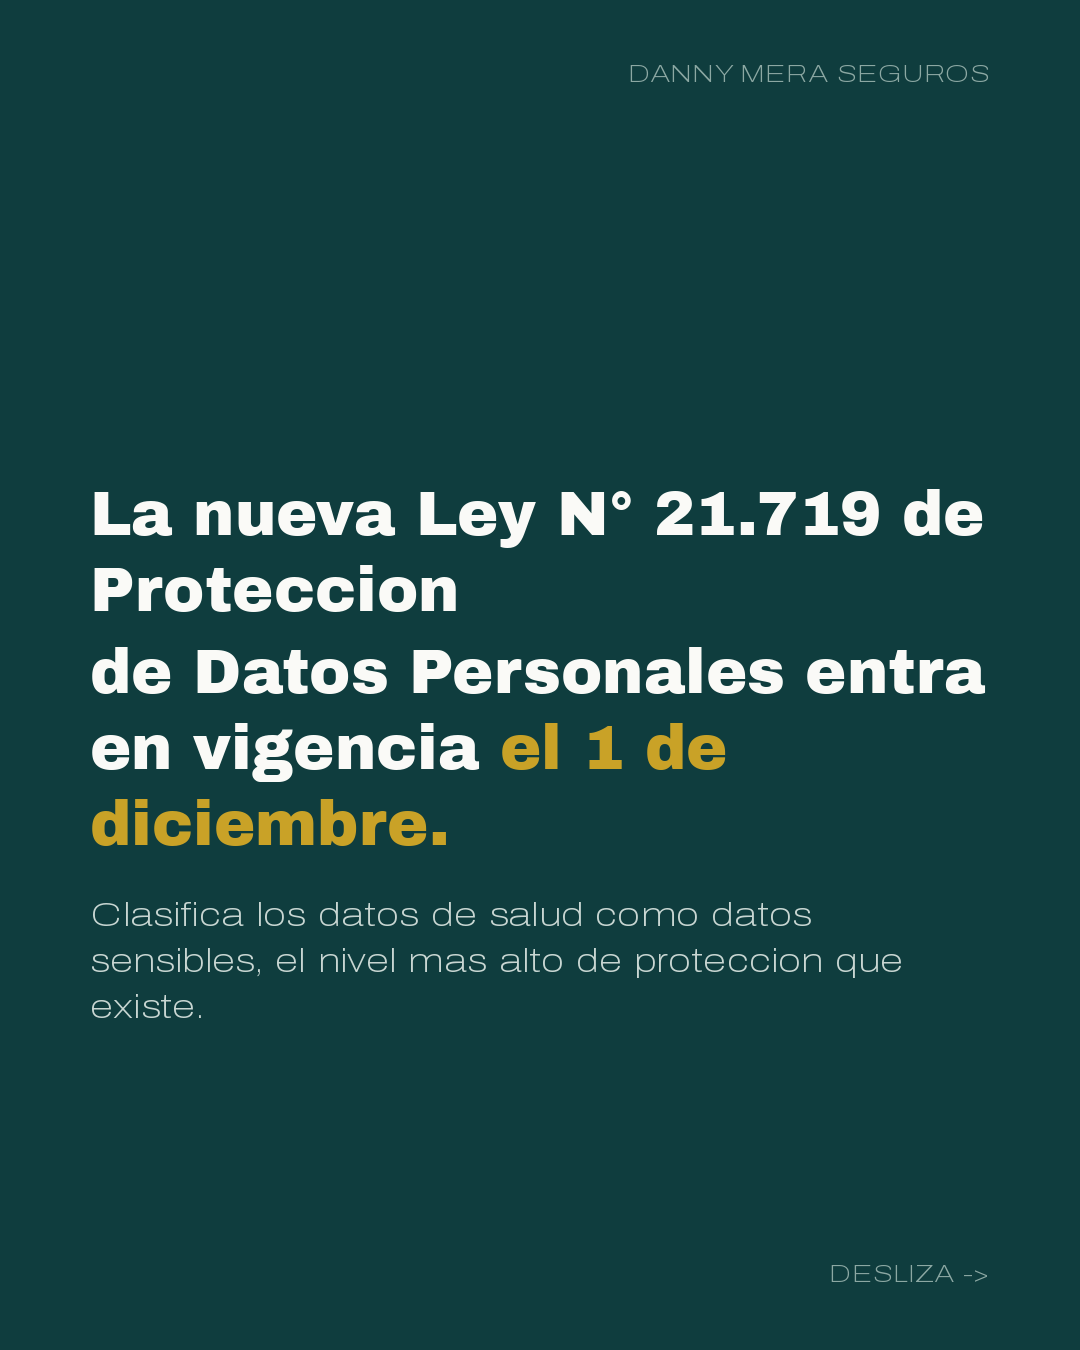 DANNY MERA SEGUROS
La nueva Ley N° 21.719 de
Proteccion
de Datos Personales entra
en vigencia el 1 de
diciembre.
Clasifica los datos de salud como datos
sensibles, el nivel mas alto de proteccion que
existe.
DESLIZA ->